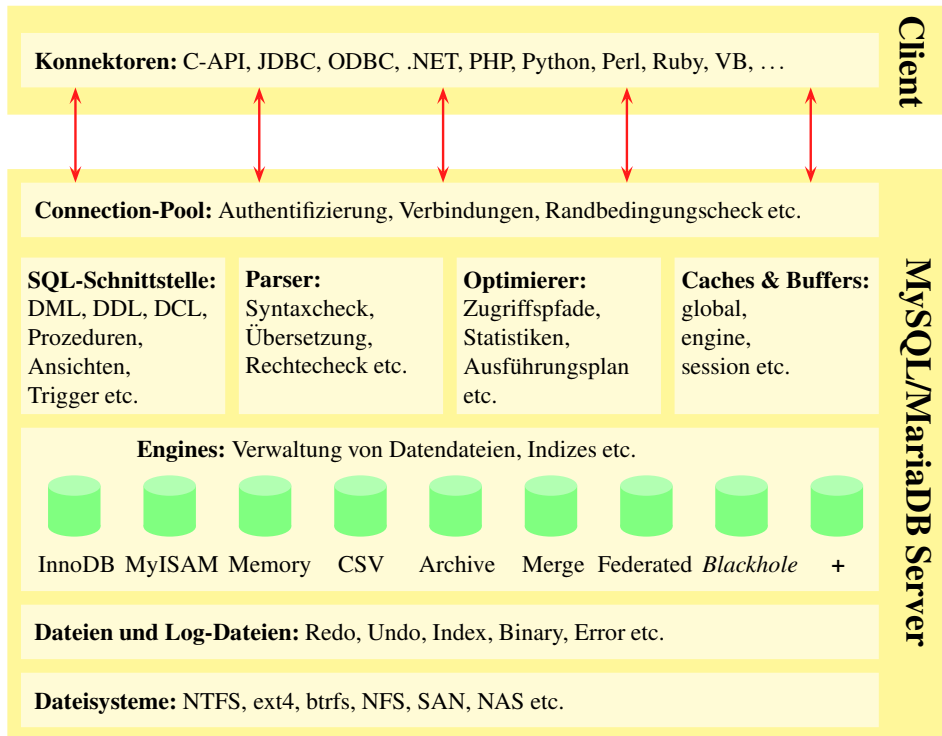 Konnektoren: C-API, JDBC, ODBC, .NET, PHP, Python, Perl, Ruby, VB, ...
Client
Connection-Pool: Authentifizierung, Verbindungen, Randbedingungscheck etc.
SQL-Schnittstelle:
DML, DDL, DCL,
Prozeduren,
Ansichten,
Trigger etc.
Parser:
Syntaxcheck,
Übersetzung,
Rechtecheck etc.
Optimierer:
Zugriffspfade,
Statistiken,
Ausführungsplan
etc.
Caches & Buffers:
global,
engine,
session etc.
Engines: Verwaltung von Datendateien, Indizes etc.
InnoDB MyISAM Memory CSV Archive Merge Federated Blackhole +
Dateien und Log-Dateien: Redo, Undo, Index, Binary, Error etc.
Dateisysteme: NTFS, ext4, btrfs, NFS, SAN, NAS etc.
MySQL/MariaDB Server